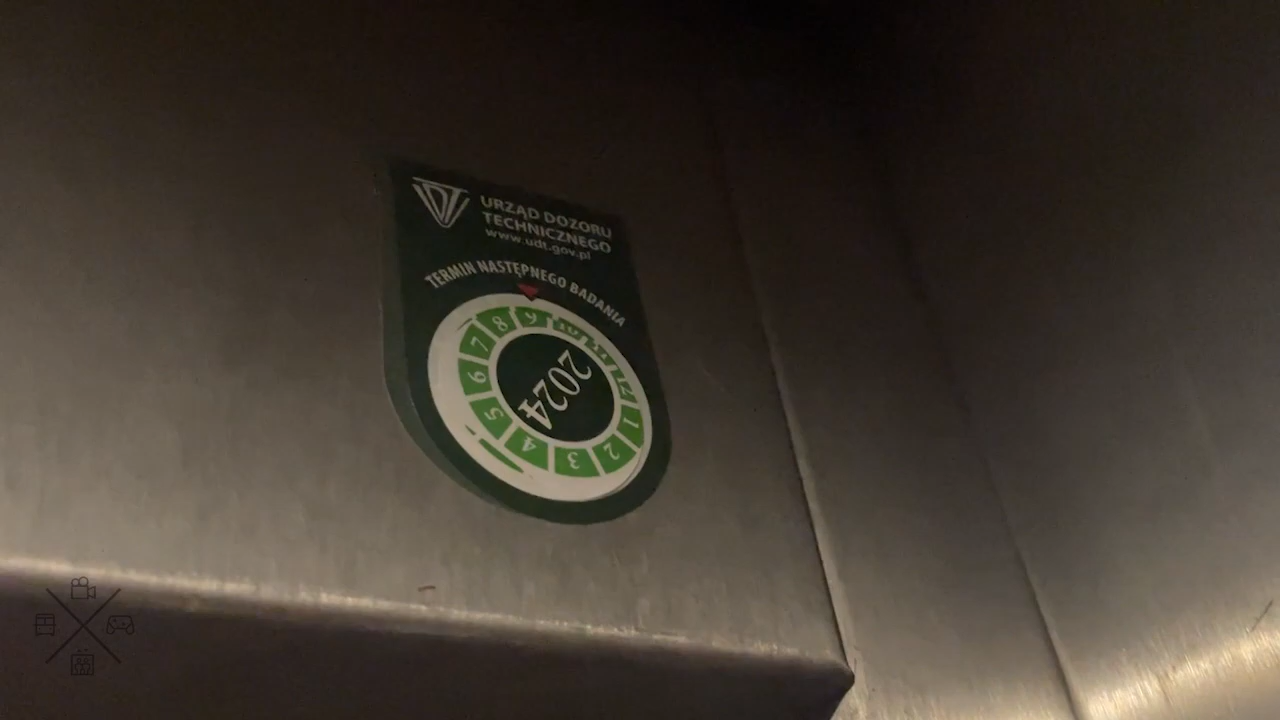 UDT
URZĄD DOZORU
TECHNICZNEGO
www.udt.gov.pl
TERMIN NASTĘPNEGO BADANIA
1 2 3 4 5 6 7 8 9 10 11 12
2024